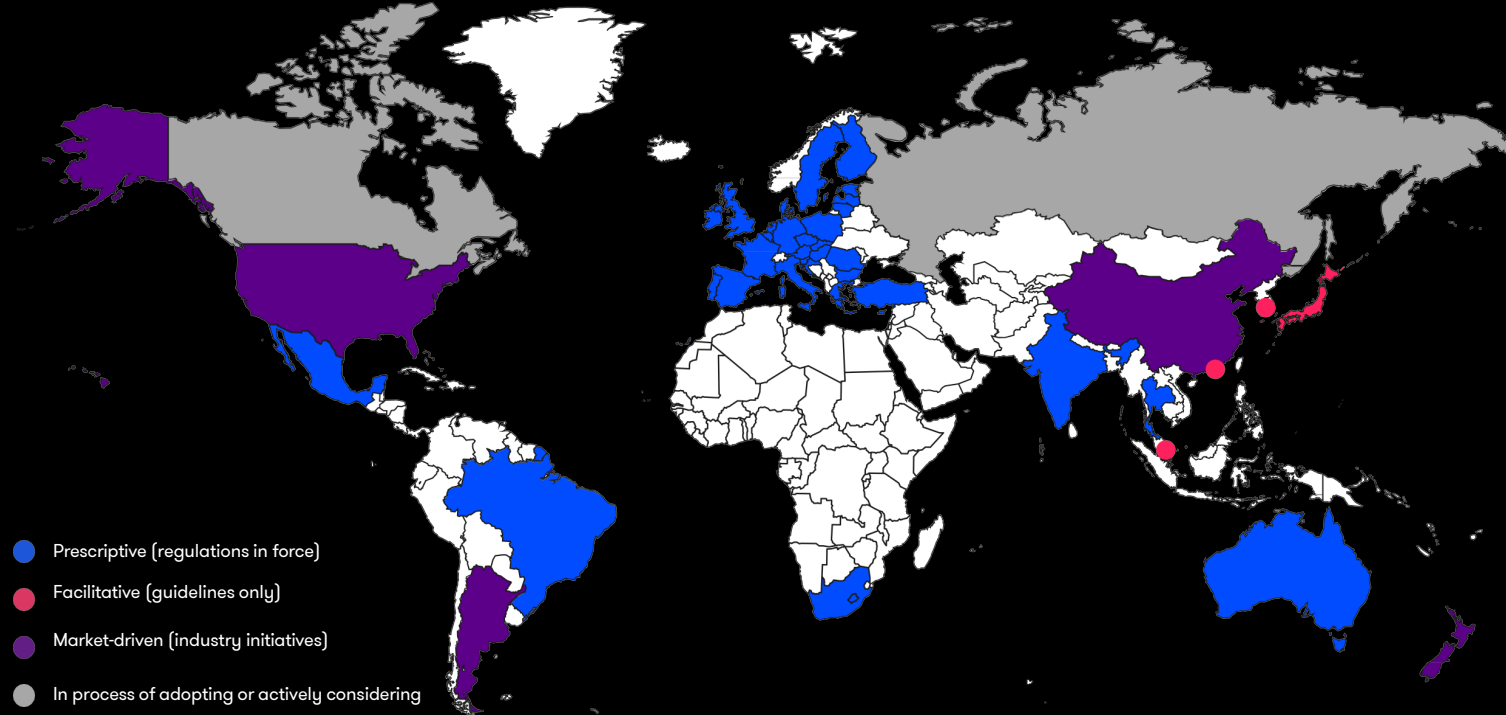 Prescriptive (regulations in force)
Facilitative (guidelines only)
Market-driven (industry initiatives)
In process of adopting or actively considering